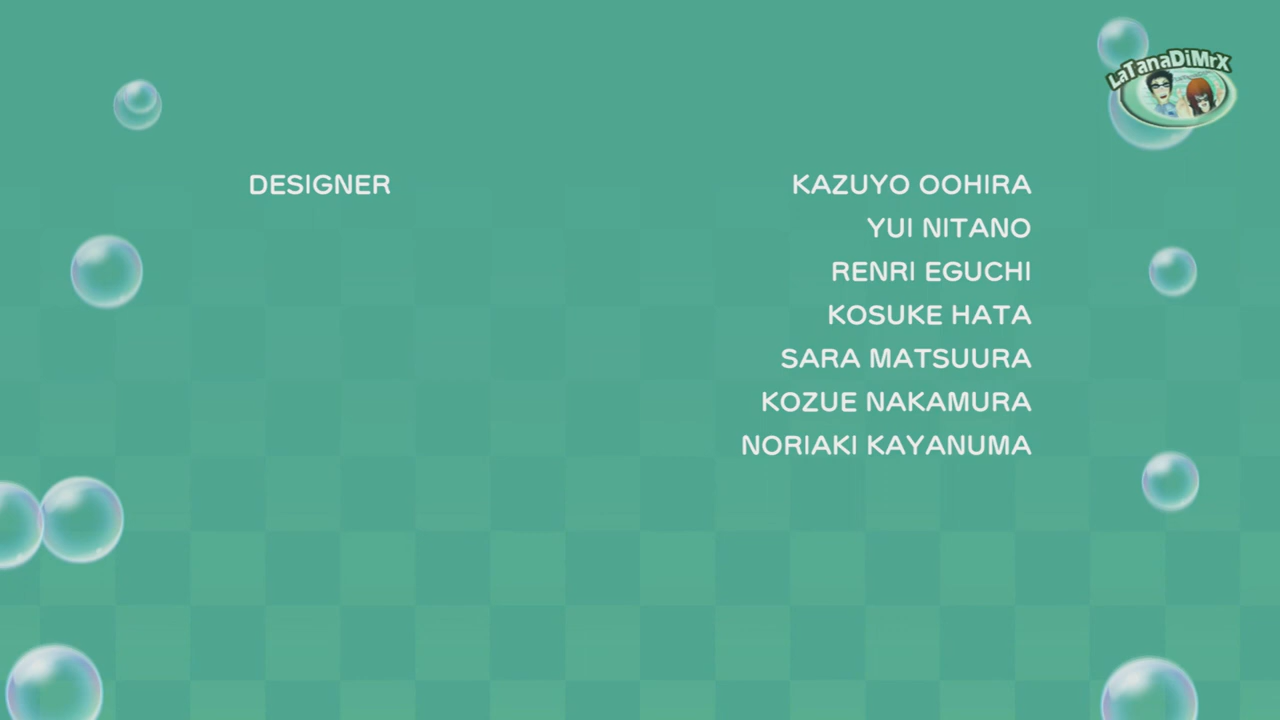 LaTanaDiMrX
DESIGNER KAZUYO OOHIRA
YUI NITANO
RENRI EGUCHI
KOSUKE HATA
SARA MATSUURA
KOZUE NAKAMURA
NORIAKI KAYANUMA